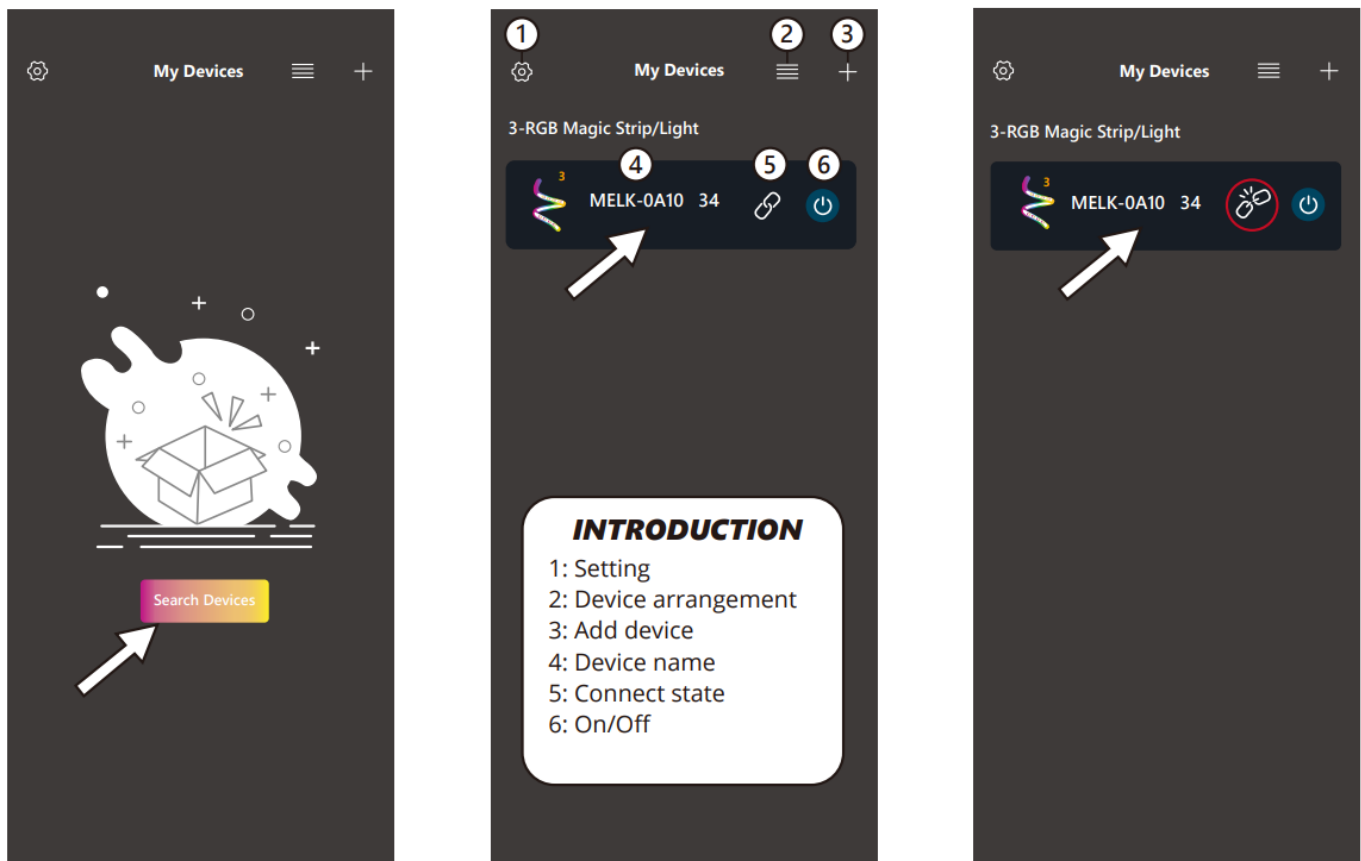 My Devices
Search Devices
1
2
3
My Devices
3-RGB Magic Strip/Light
4
5
6
3
MELK-0A10 34
INTRODUCTION
1: Setting
2: Device arrangement
3: Add device
4: Device name
5: Connect state
6: On/Off
My Devices
3-RGB Magic Strip/Light
3
MELK-0A10 34